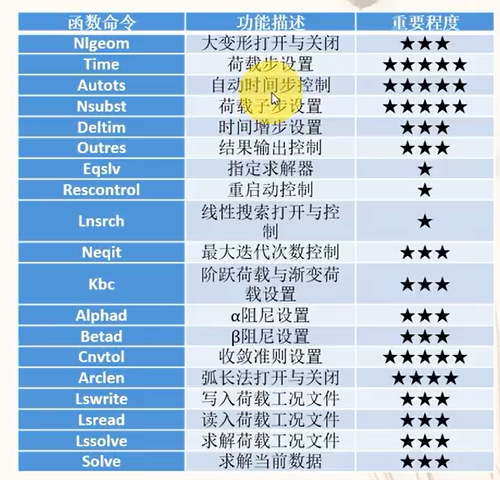 函数命令 功能描述 重要程度
Nlgeom 大变形打开与关闭 ★★★
Time 荷载步设置 ★★★★★
Autots 自动时间步控制 ★★★★★
Nsubst 荷载子步设置 ★★★★★
Deltim 时间增步设置 ★★★
Outres 结果输出控制 ★★★
Eqslv 指定求解器 ★
Rescontrol 重启动控制 ★
Lnsrch 线性搜索打开与控
制 ★
Neqit 最大迭代次数控制 ★★★
Kbc 阶跃荷载与渐变荷
载设置 ★★★
Alphad α阻尼设置 ★★★
Betad β阻尼设置 ★★★
Cnvtol 收敛准则设置 ★★★★★
Arclen 弧长法打开与关闭 ★★★★
Lswrite 写入荷载工况文件 ★★★
Lsread 读入荷载工况文件 ★★★
Lssolve 求解荷载工况文件 ★★★
Solve 求解当前数据 ★★★